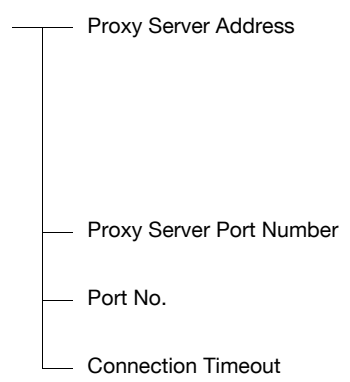 Proxy Server Address
Proxy Server Port Number
Port No.
Connection Timeout